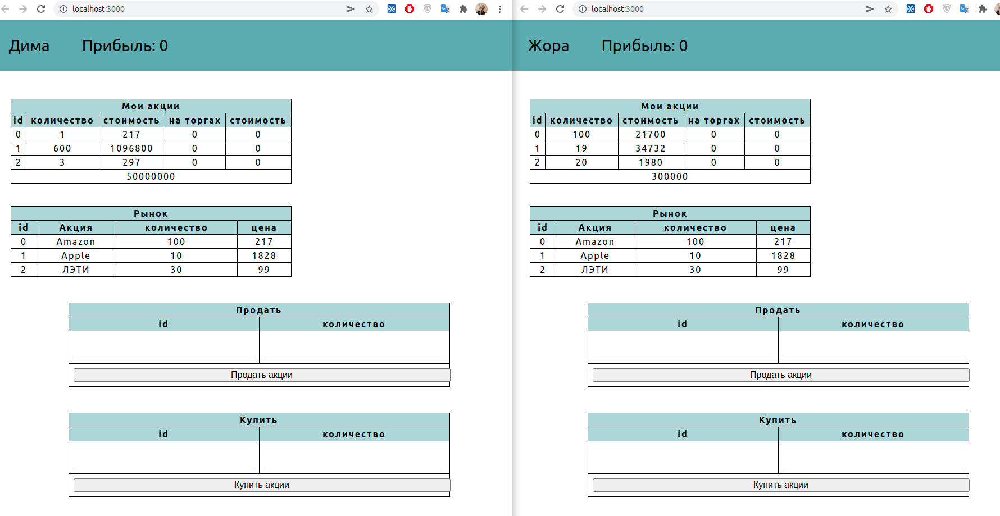 localhost:3000
Дима Прибыль: 0
Мои акции
id количество стоимость на торгах стоимость
0 1 217 0 0
1 600 1096800 0 0
2 3 297 0 0
50000000
Рынок
id Акция количество цена
0 Amazon 100 217
1 Apple 10 1828
2 ЛЭТИ 30 99
Продать
id количество
Продать акции
Купить
id количество
Купить акции
localhost:3000
Жора Прибыль: 0
Мои акции
id количество стоимость на торгах стоимость
0 100 21700 0 0
1 19 34732 0 0
2 20 1980 0 0
300000
Рынок
id Акция количество цена
0 Amazon 100 217
1 Apple 10 1828
2 ЛЭТИ 30 99
Продать
id количество
Продать акции
Купить
id количество
Купить акции